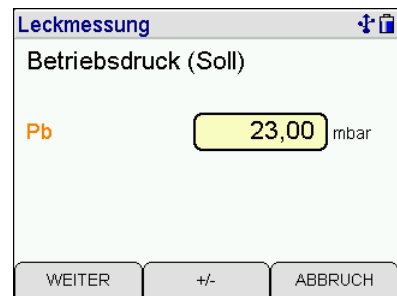 Leckmessung
Betriebsdruck (Soll)
Pb 23,00 mbar
WEITER +/- ABBRUCH